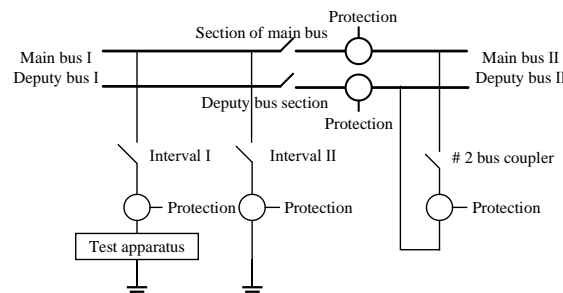 Protection
Section of main bus
Main bus I
Main bus II
Deputy bus I
Deputy bus II
Deputy bus section
Protection
Interval I
Interval II
# 2 bus coupler
Protection
Protection
Protection
Test apparatus